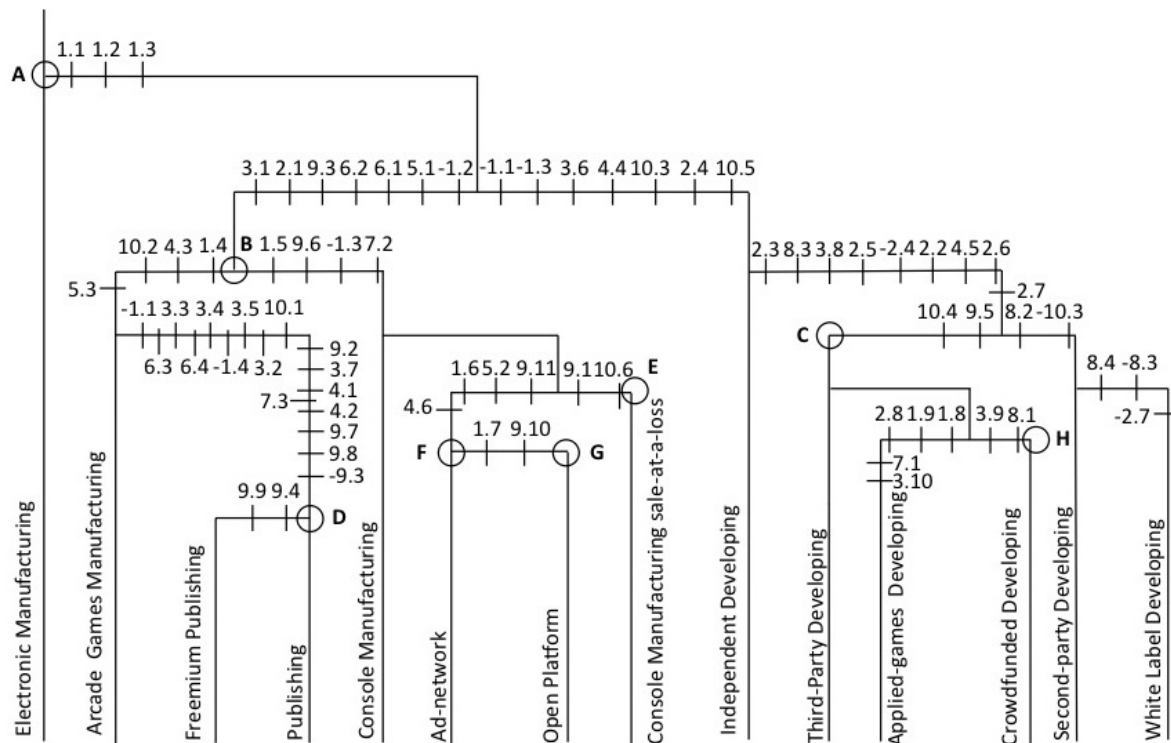 1.1 1.2 1.3
A
3.1 2.1 9.3 6.2 6.1 5.1 -1.2 -1.1 -1.3 3.6 4.4 10.3 2.4 10.5
10.2 4.3 1.4 B 1.5 9.6 -1.3 7.2
2.3 8.3 3.8 2.5 -2.4 2.2 4.5 2.6
5.3
2.7
-1.1 3.3 3.4 3.5 10.1
10.4 9.5 8.2 -10.3
C
6.3 6.4 -1.4 3.2
9.2
3.7
4.1
7.3
4.2
9.7
9.8
-9.3
1.6 5.2 9.11 9.1 10.6 E
8.4 -8.3
-2.7
4.6
F 1.7 9.10 G
2.8 1.9 1.8 3.9 8.1 H
7.1
3.10
9.9 9.4
D
Electronic Manufacturing
Arcade Games Manufacturing
Freemium Publishing
Publishing
Console Manufacturing
Ad-network
Open Platform
Console Manufacturing sale-at-a-loss
Independent Developing
Third-Party Developing
Applied-games Developing
Crowdfunded Developing
Second-party Developing
White Label Developing